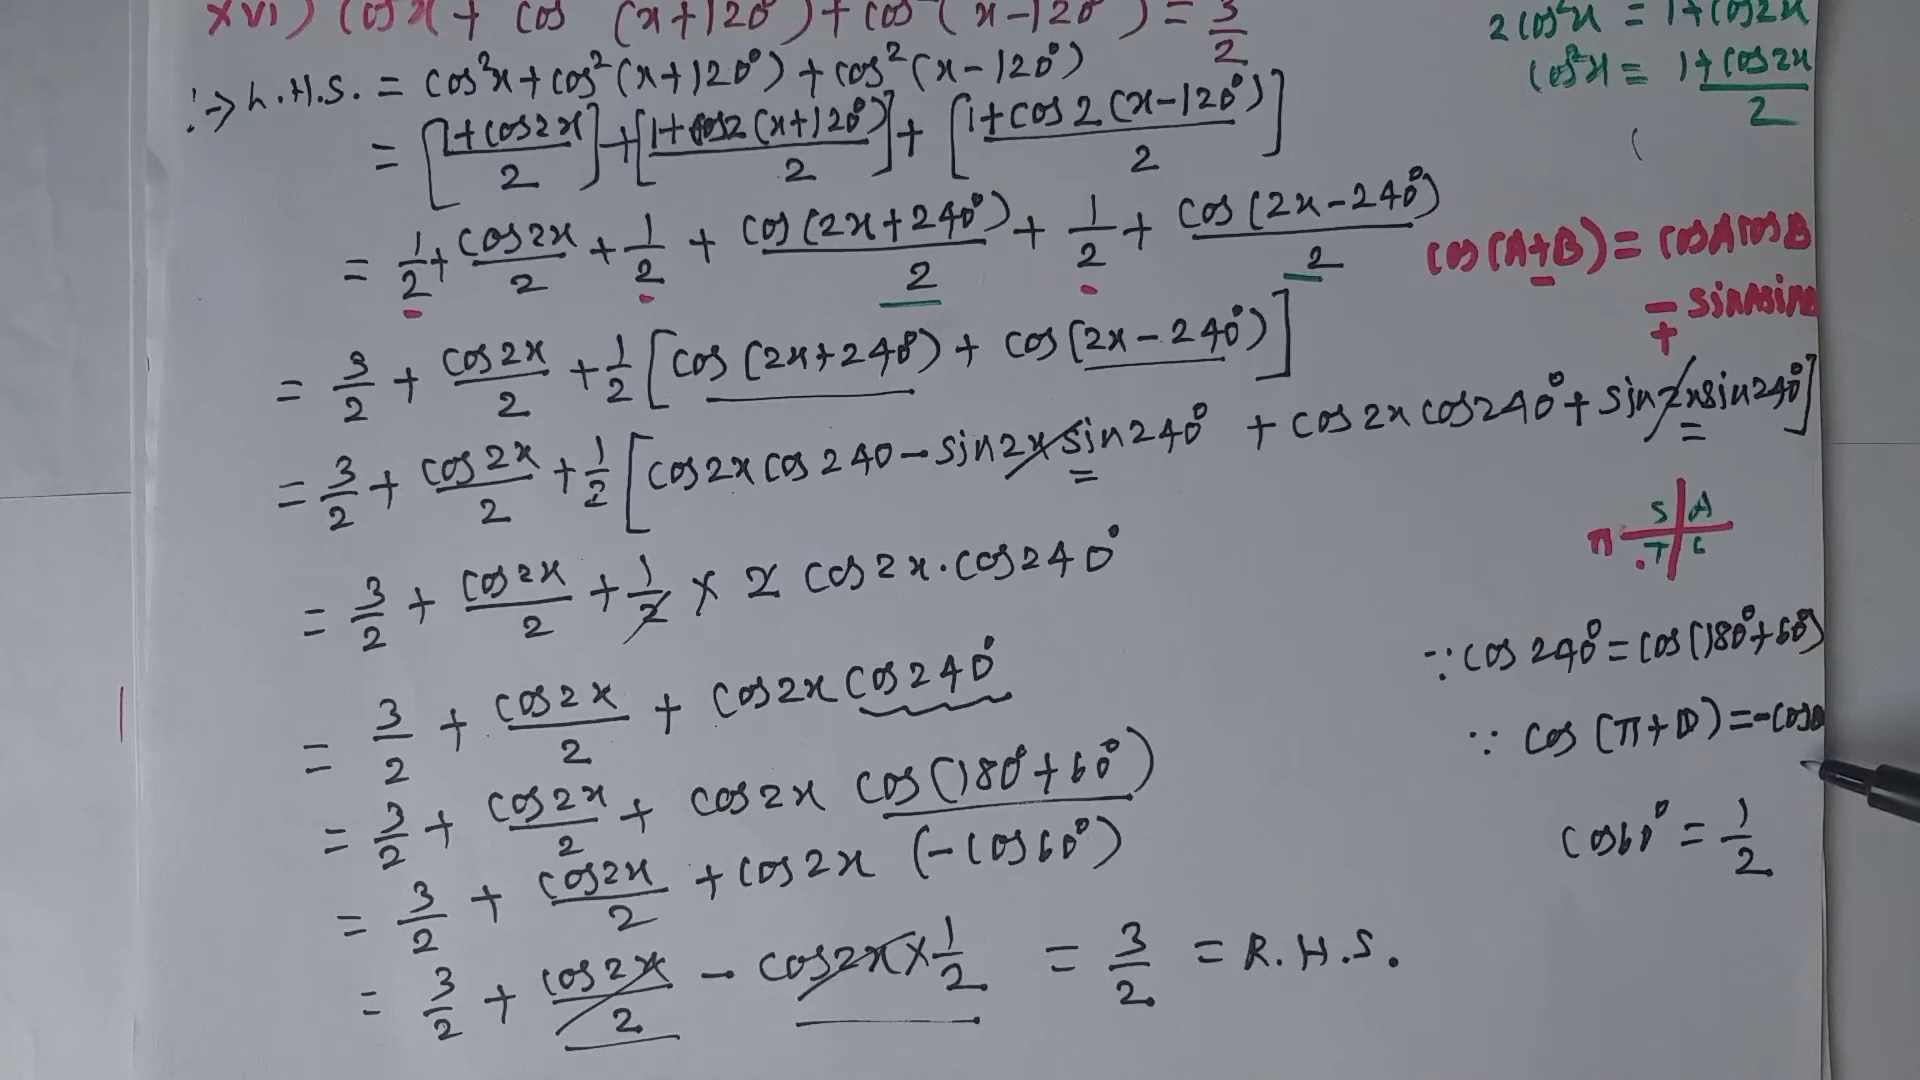 xvi) cos²x + cos² (x+120°) + cos² (x-120°) = 3/2
:→ L.H.S. = cos²x + cos² (x+120°) + cos² (x-120°)
= [1+cos2x/2] + [1+cos2(x+120°)/2] + [1+cos2(x-120°)/2]
= 1/2 + cos2x/2 + 1/2 + cos(2x+240°)/2 + 1/2 + cos(2x-240°)/2
= 3/2 + cos2x/2 + 1/2 [cos(2x+240°) + cos(2x-240°)]
= 3/2 + cos2x/2 + 1/2 [cos2x cos240 - sin2x sin240° + cos2x cos240° + sin2x sin240°]
= 3/2 + cos2x/2 + 1/2 × 2 cos2x.cos240°
= 3/2 + cos2x/2 + cos2x cos240°
= 3/2 + cos2x/2 + cos2x cos(180°+60°)
= 3/2 + cos2x/2 + cos2x (-cos60°)
= 3/2 + cos2x/2 - cos2x × 1/2 = 3/2 = R.H.S.
2cos²x = 1+cos2x
cos²x = 1+cos2x/2
cos(A+B) = cosAcosB
- sinAsinB
+
S A
π T C
∵ cos240° = cos(180°+60°)
∵ cos(π+θ) = -cosθ
cos60° = 1/2